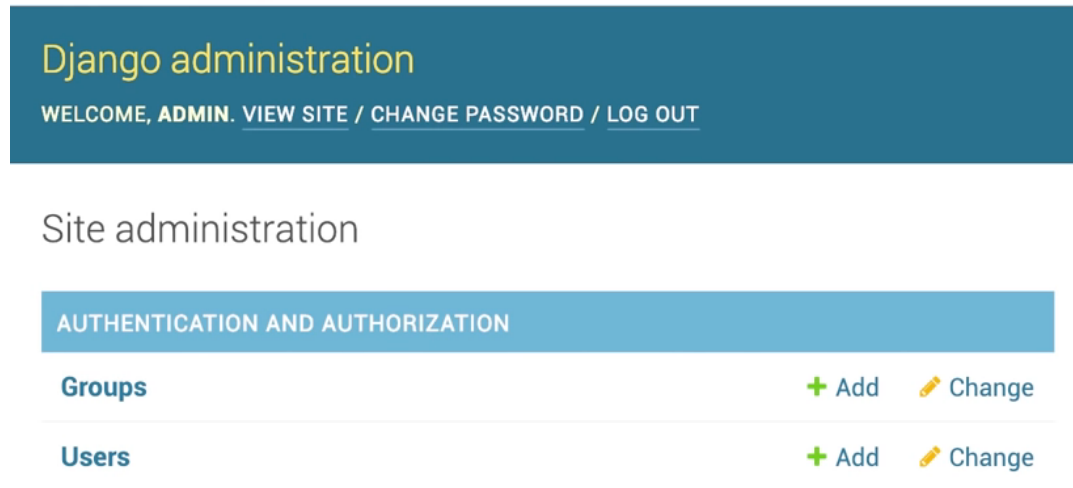 Django administration
WELCOME, ADMIN. VIEW SITE / CHANGE PASSWORD / LOG OUT
Site administration
AUTHENTICATION AND AUTHORIZATION
Groups Add Change
Users Add Change